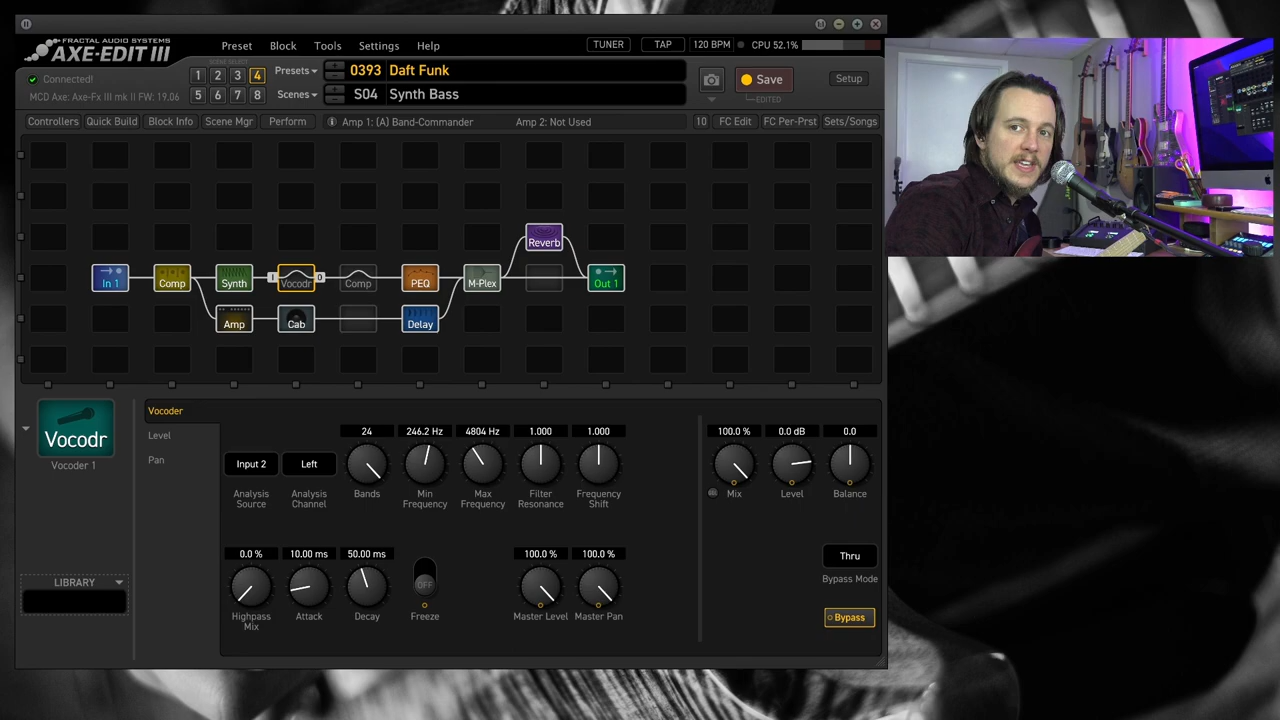 FRACTAL AUDIO SYSTEMS
AXE-EDIT III
Preset Block Tools Settings Help
TUNER TAP 120 BPM CPU 52.1%
SCENE SELECT
1 2 3 4
5 6 7 8
Connected!
MCD Axe: Axe-Fx III mk II FW: 19.06
Presets 0393 Daft Funk
Scenes S04 Synth Bass
Save
EDITED
Setup
Controllers Quick Build Block Info Scene Mgr Perform Amp 1: (A) Band-Commander Amp 2: Not Used 10 FC Edit FC Per-Prst Sets/Songs
Reverb
In 1 Comp Synth I Vocodr O Comp PEQ M-Plex Out 1
Amp Cab Delay
Vocodr
Vocoder 1
LIBRARY
Vocoder
Level
Pan
24 246.2 Hz 4804 Hz 1.000 1.000 100.0 % 0.0 dB 0.0
Input 2 Left
Analysis Source Analysis Channel Bands Min Frequency Max Frequency Filter Resonance Frequency Shift Mix Level Balance
0.0 % 10.00 ms 50.00 ms 100.0 % 100.0 %
OFF
Thru
Bypass Mode
Highpass Mix Attack Decay Freeze Master Level Master Pan
Bypass